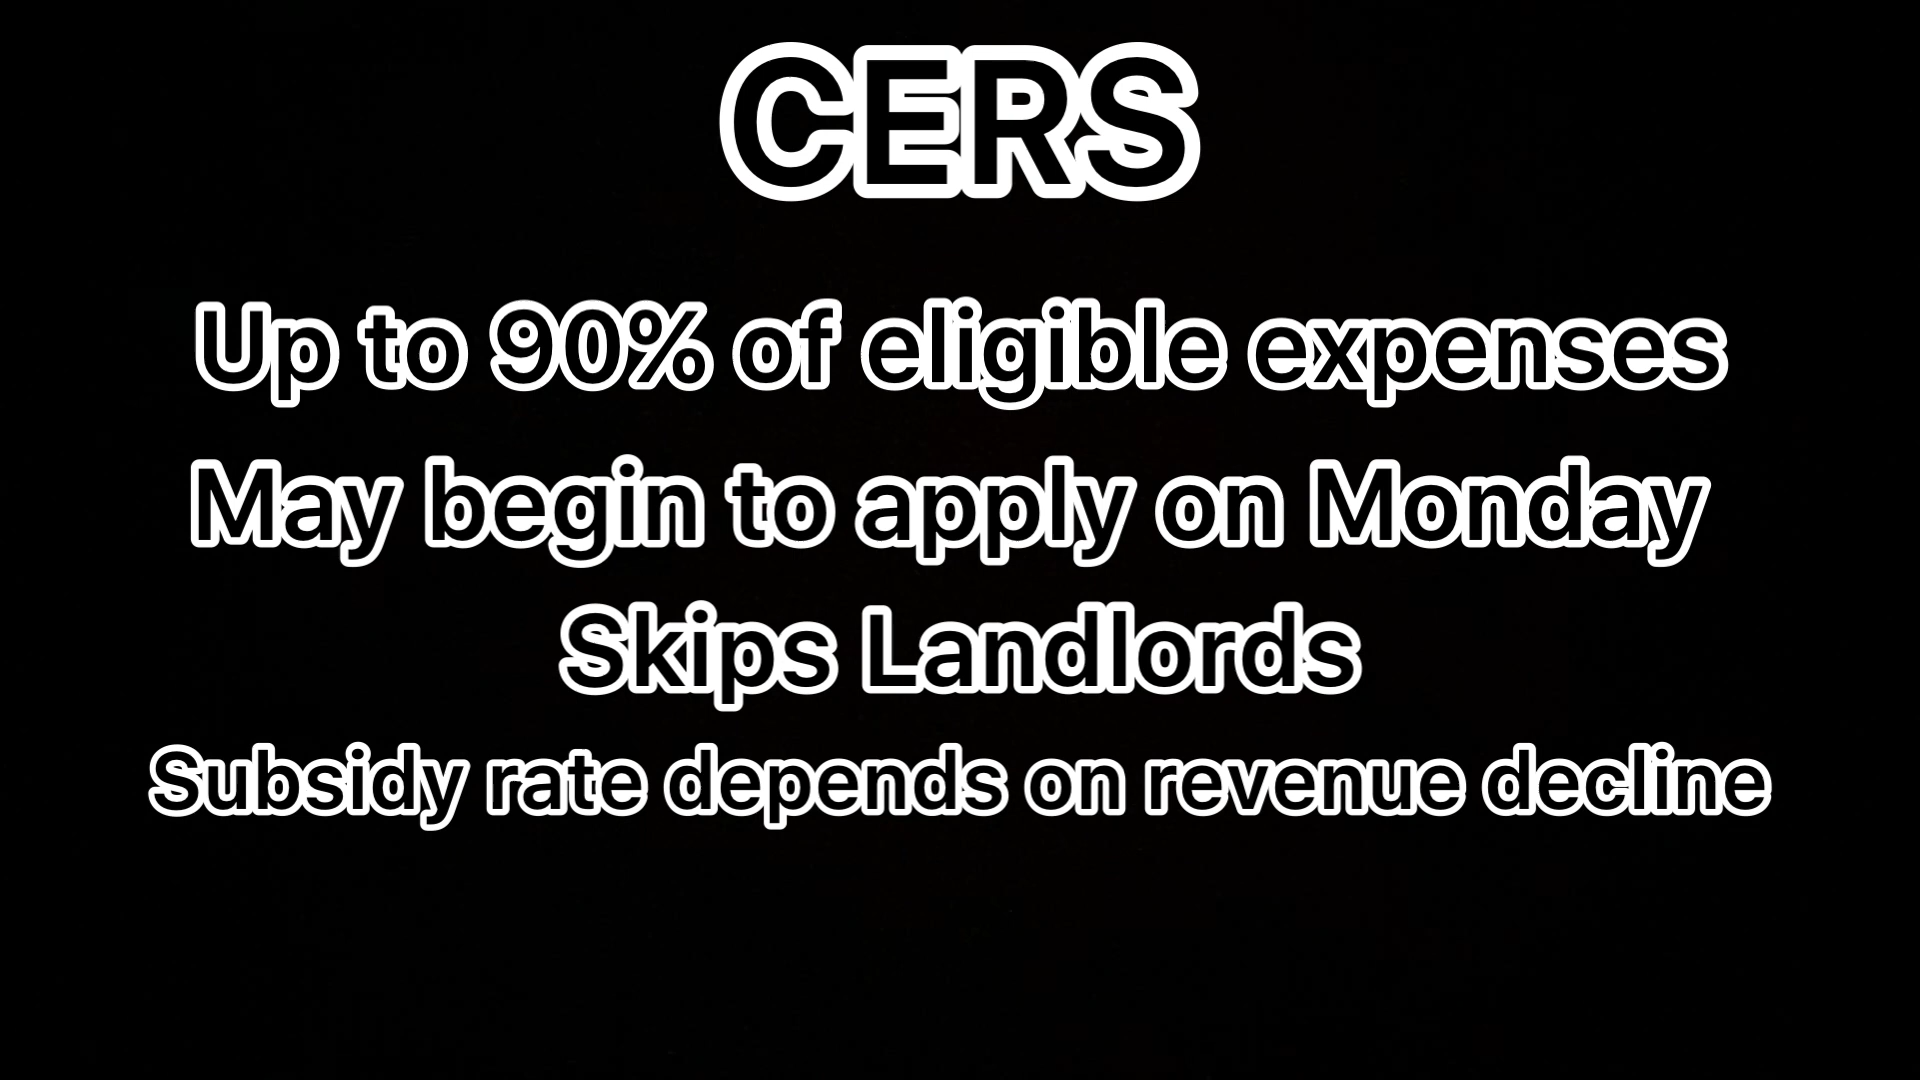 CERS
Up to 90% of eligible expenses
May begin to apply on Monday
Skips Landlords
Subsidy rate depends on revenue decline